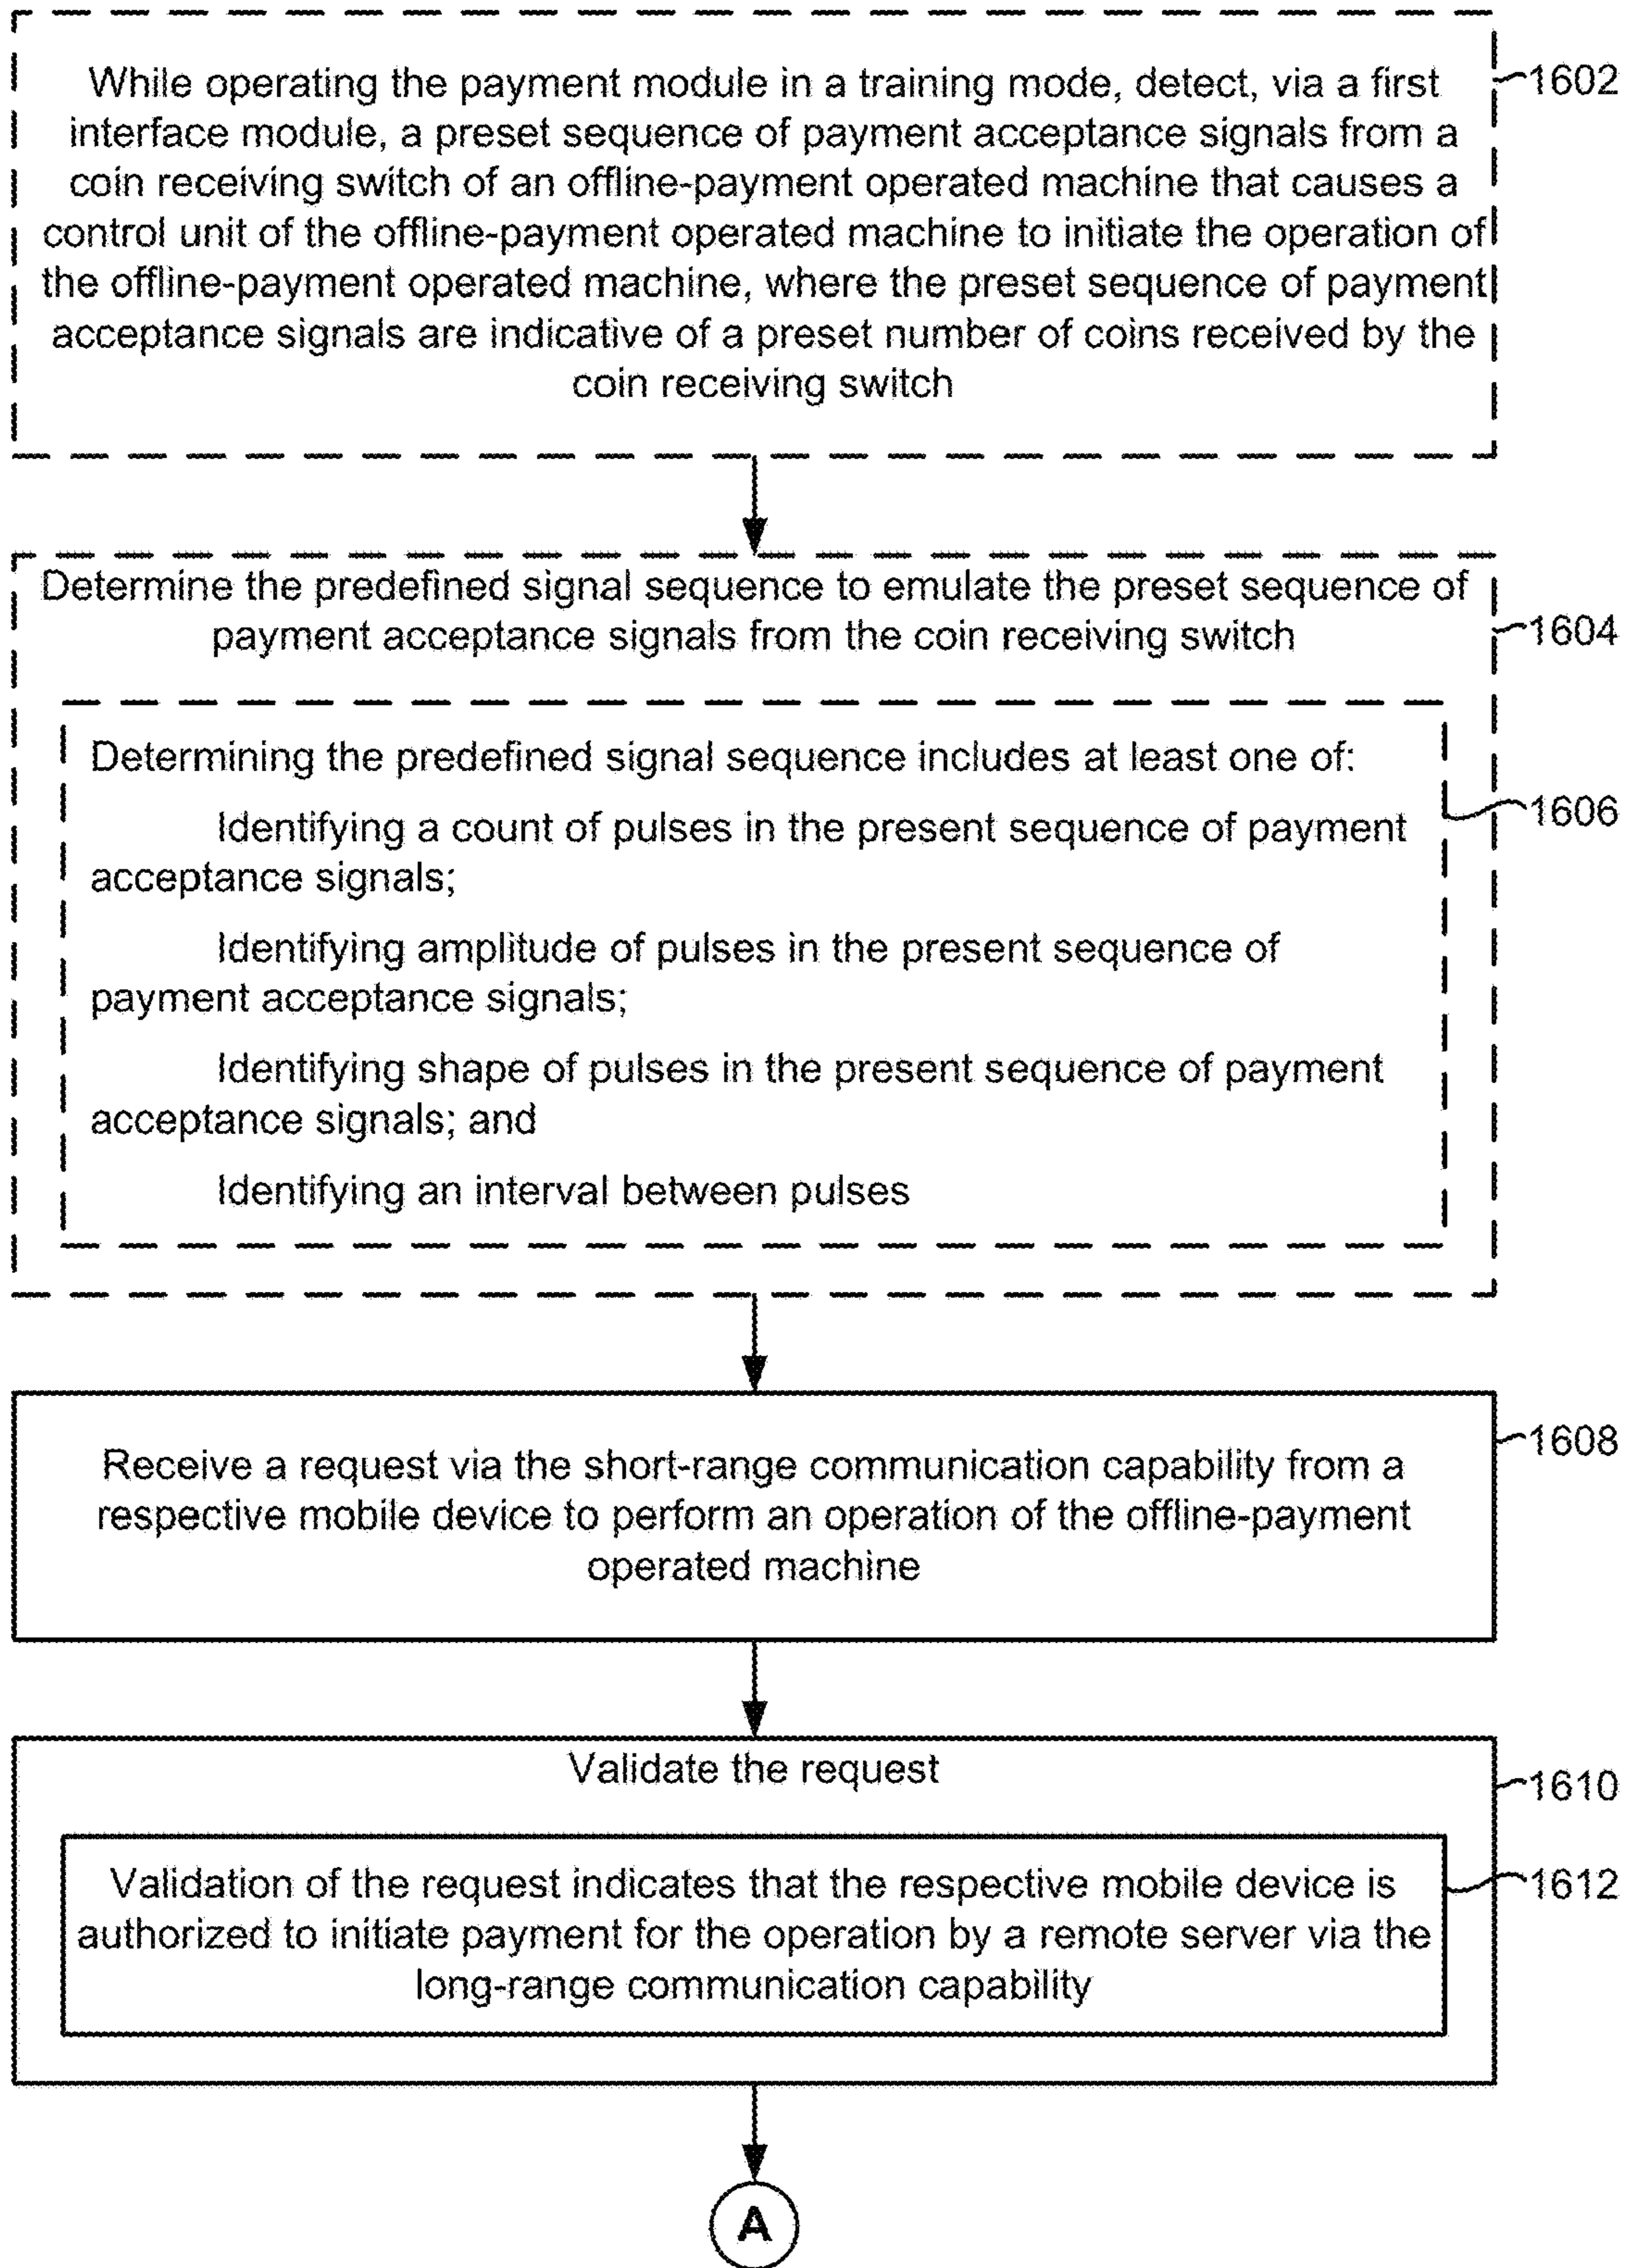 While operating the payment module in a training mode, detect, via a first
interface module, a preset sequence of payment acceptance signals from a
coin receiving switch of an offline-payment operated machine that causes a
control unit of the offline-payment operated machine to initiate the operation of
the offline-payment operated machine, where the preset sequence of payment
acceptance signals are indicative of a preset number of coins received by the
coin receiving switch
1602
Determine the predefined signal sequence to emulate the preset sequence of
payment acceptance signals from the coin receiving switch
1604
Determining the predefined signal sequence includes at least one of:
Identifying a count of pulses in the present sequence of payment
acceptance signals;
Identifying amplitude of pulses in the present sequence of
payment acceptance signals;
Identifying shape of pulses in the present sequence of payment
acceptance signals; and
Identifying an interval between pulses
1606
Receive a request via the short-range communication capability from a
respective mobile device to perform an operation of the offline-payment
operated machine
1608
Validate the request
1610
Validation of the request indicates that the respective mobile device is
authorized to initiate payment for the operation by a remote server via the
long-range communication capability
1612
A